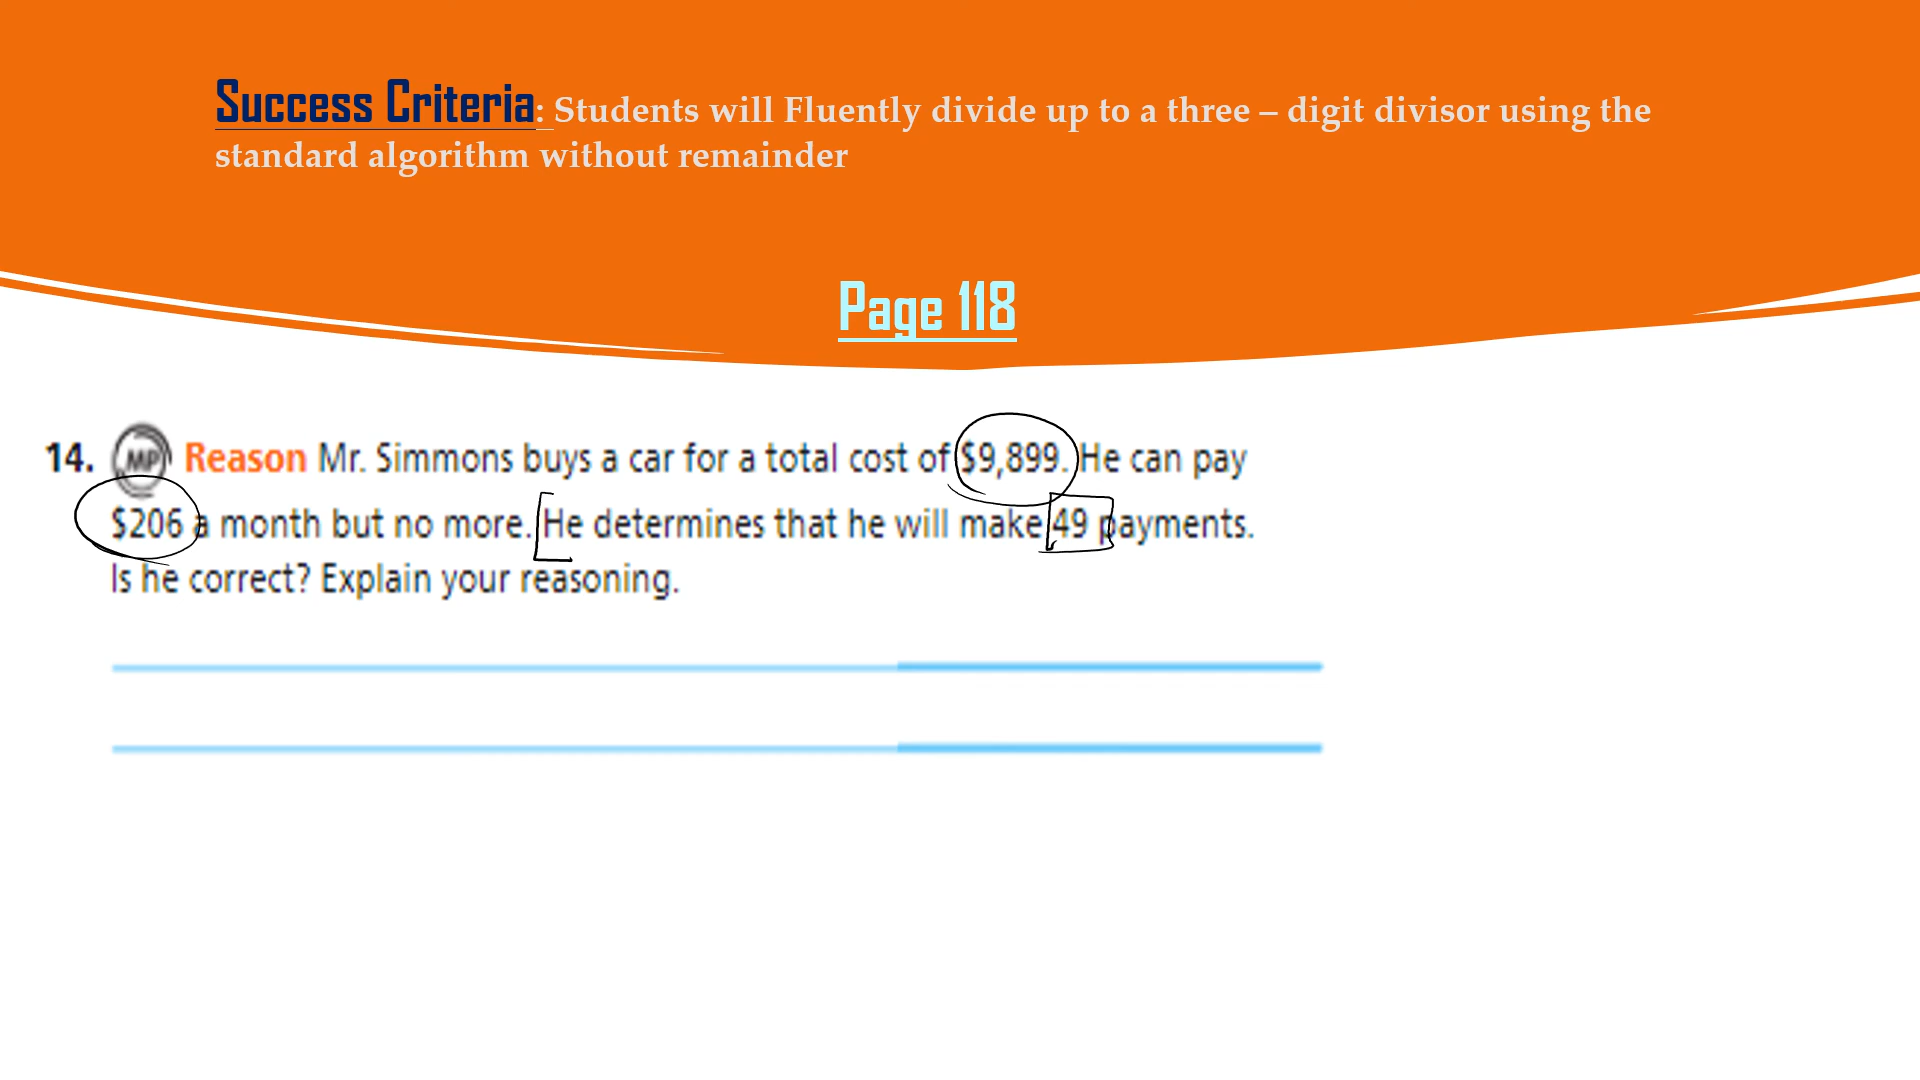 Success Criteria: Students will Fluently divide up to a three – digit divisor using the
standard algorithm without remainder
Page 118
14. MP Reason Mr. Simmons buys a car for a total cost of $9,899. He can pay
$206 a month but no more. He determines that he will make 49 payments.
Is he correct? Explain your reasoning.